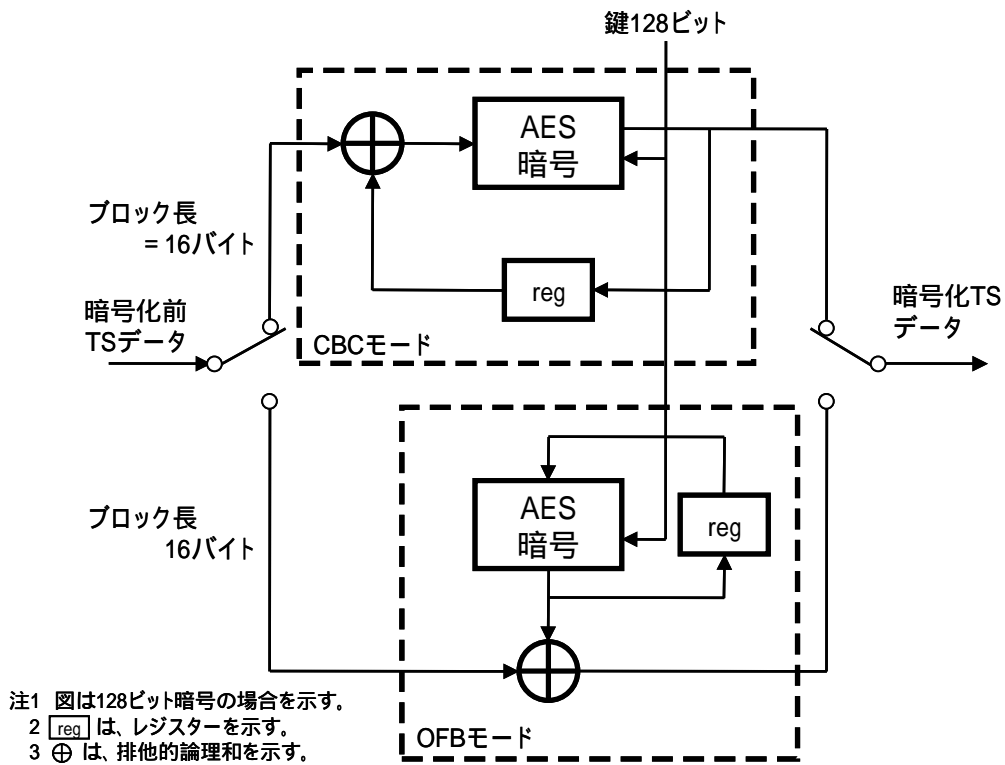 鍵128ビット
AES
暗号
ブロック長
= 16バイト
reg
暗号化前
TSデータ
暗号化TS
データ
CBCモード
AES
暗号
reg
ブロック長
16バイト
注1 図は128ビット暗号の場合を示す。
2 reg は、レジスターを示す。
3 ⊕ は、排他的論理和を示す。
OFBモード